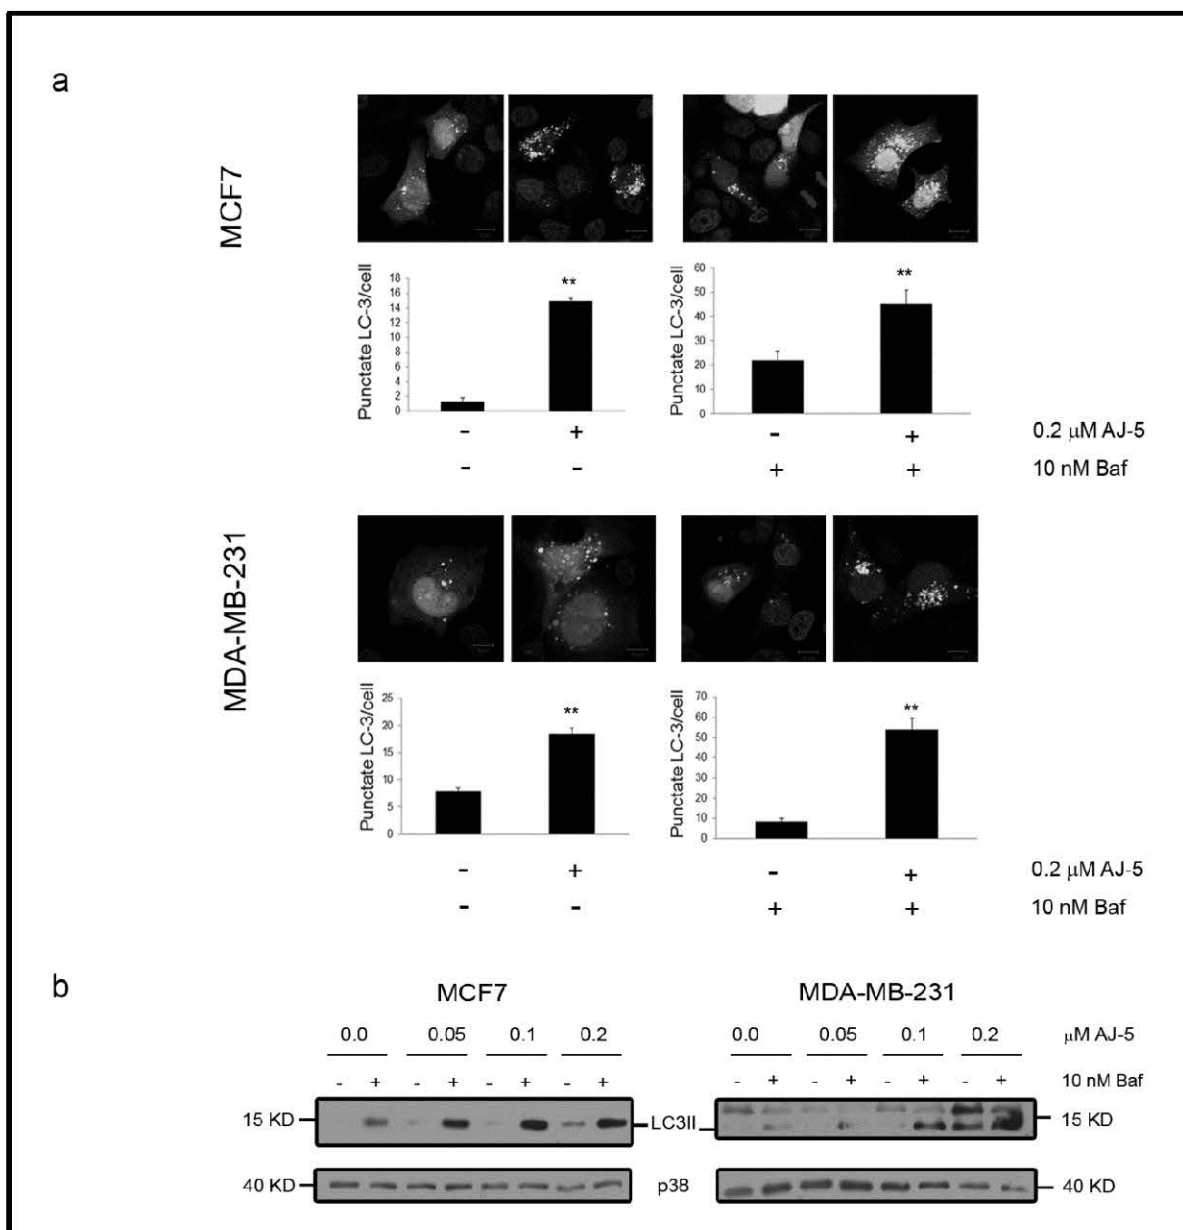 a
MCF7
Punctate LC-3/cell
18
16
14
12
10
8
6
4
2
0
**
Punctate LC-3/cell
60
50
40
30
20
10
0
**
- + - + 0.2 µM AJ-5
- - + + 10 nM Baf
MDA-MB-231
Punctate LC-3/cell
25
20
15
10
5
0
**
Punctate LC-3/cell
70
60
50
40
30
20
10
0
**
- + - + 0.2 µM AJ-5
- - + + 10 nM Baf
b
MCF7 MDA-MB-231
0.0 0.05 0.1 0.2 0.0 0.05 0.1 0.2 µM AJ-5
- + - + - + - + - + - + - + - + 10 nM Baf
15 KD LC3II 15 KD
40 KD p38 40 KD